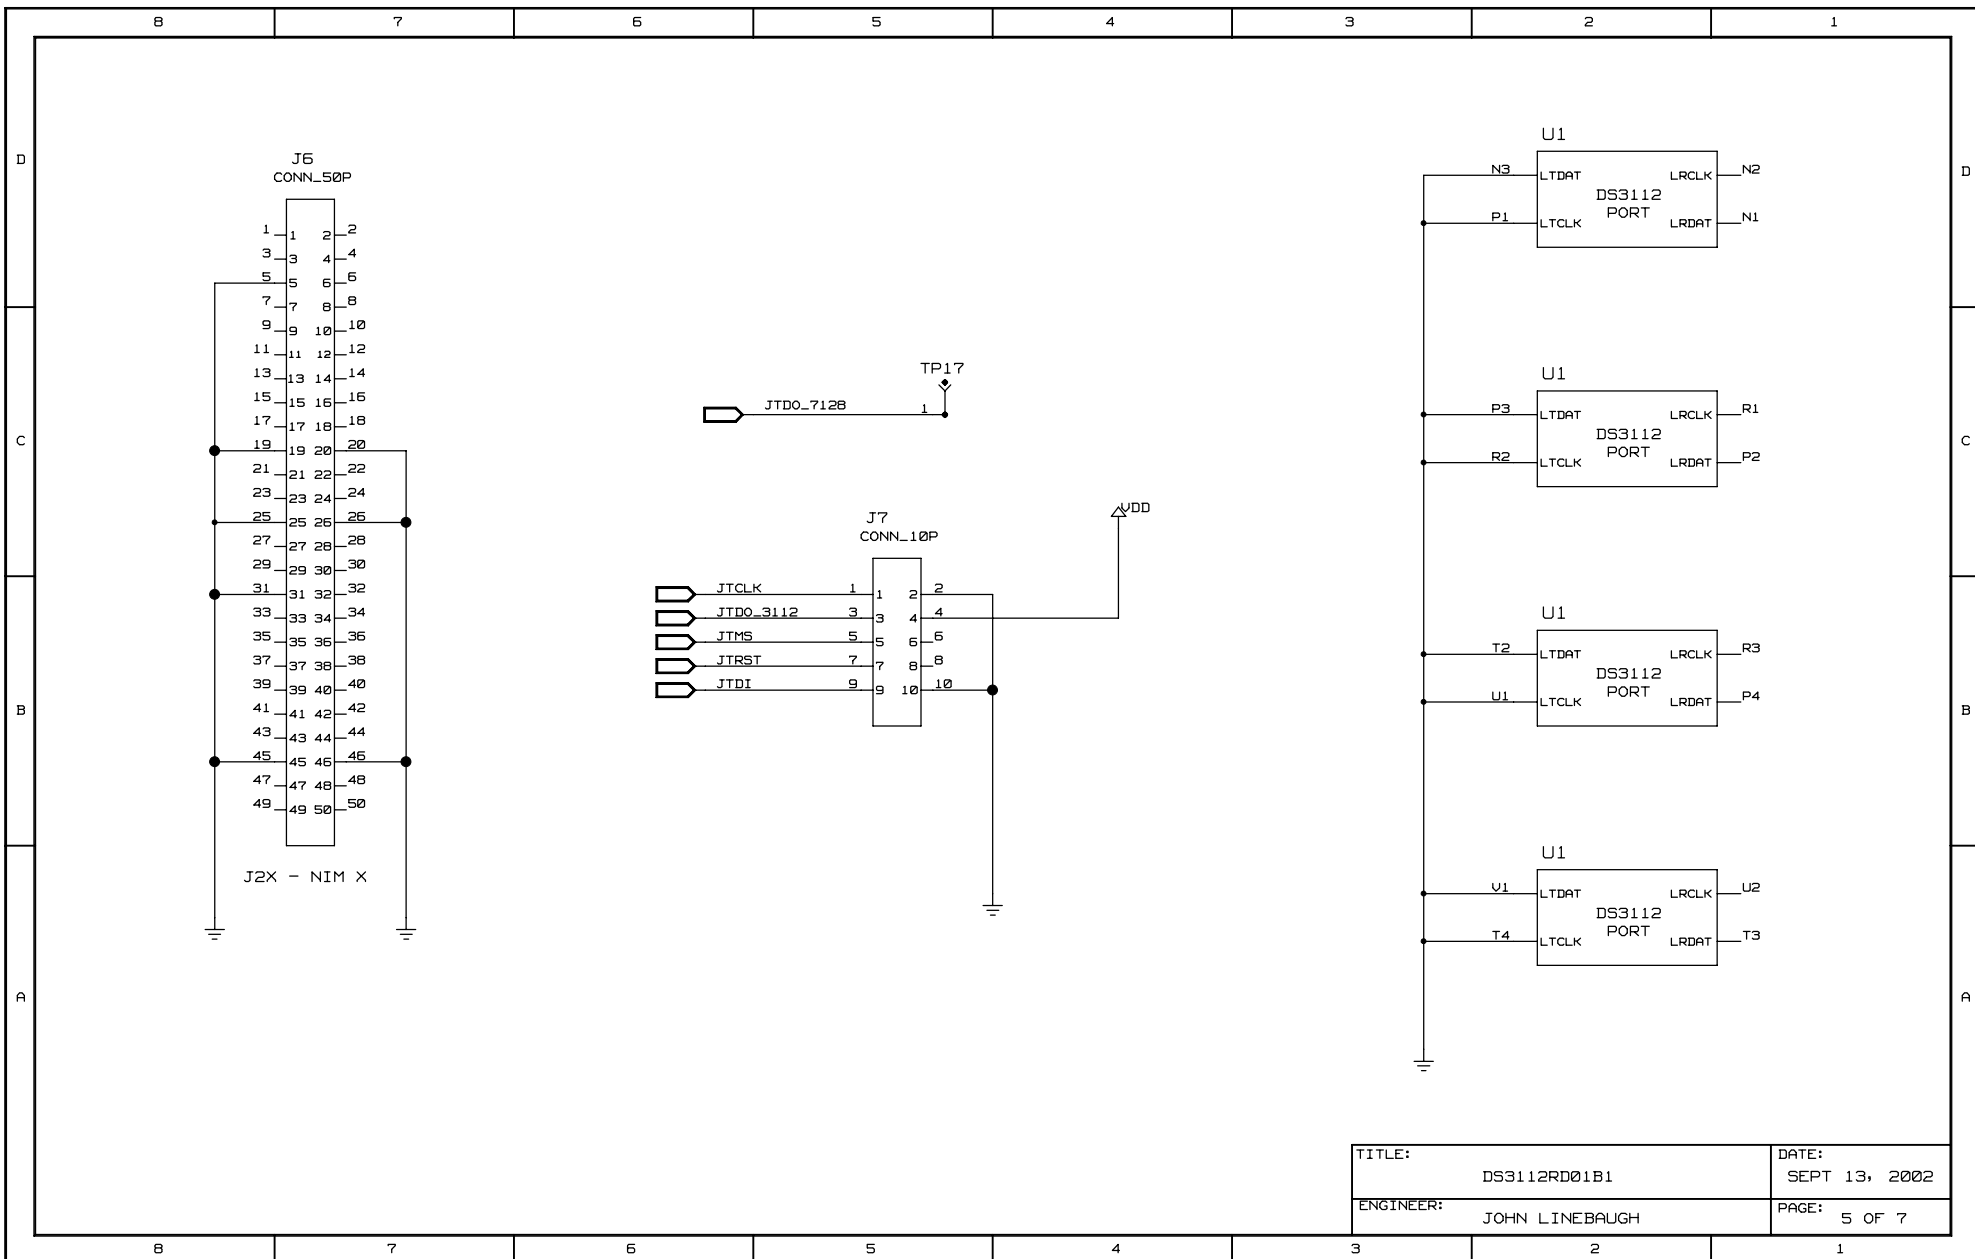 8 7 6 5 4 3 2 1
D
D
C
C
B
B
A
A
J6
CONN_50P
1 1 2 2
3 3 4 4
5 5 6 6
7 7 8 8
9 9 10 10
11 11 12 12
13 13 14 14
15 15 16 16
17 17 18 18
19 19 20 20
21 21 22 22
23 23 24 24
25 25 26 26
27 27 28 28
29 29 30 30
31 31 32 32
33 33 34 34
35 35 36 36
37 37 38 38
39 39 40 40
41 41 42 42
43 43 44 44
45 45 46 46
47 47 48 48
49 49 50 50
J2X - NIM X
TP17
JTDO_7128 1
VDD
J7
CONN_10P
JTCLK 1 1 2 2
JTDO_3112 3 3 4 4
JTMS 5 5 6 6
JTRST 7 7 8 8
JTDI 9 9 10 10
U1
N3 LTDAT LRCLK N2
DS3112
PORT
P1 LTCLK LRDAT N1
U1
P3 LTDAT LRCLK R1
DS3112
PORT
R2 LTCLK LRDAT P2
U1
T2 LTDAT LRCLK R3
DS3112
PORT
U1 LTCLK LRDAT P4
U1
V1 LTDAT LRCLK U2
DS3112
PORT
T4 LTCLK LRDAT T3
TITLE:
DS3112RD01B1
DATE:
SEPT 13, 2002
ENGINEER:
JOHN LINEBAUGH
PAGE:
5 OF 7
8 7 6 5 4 3 2 1